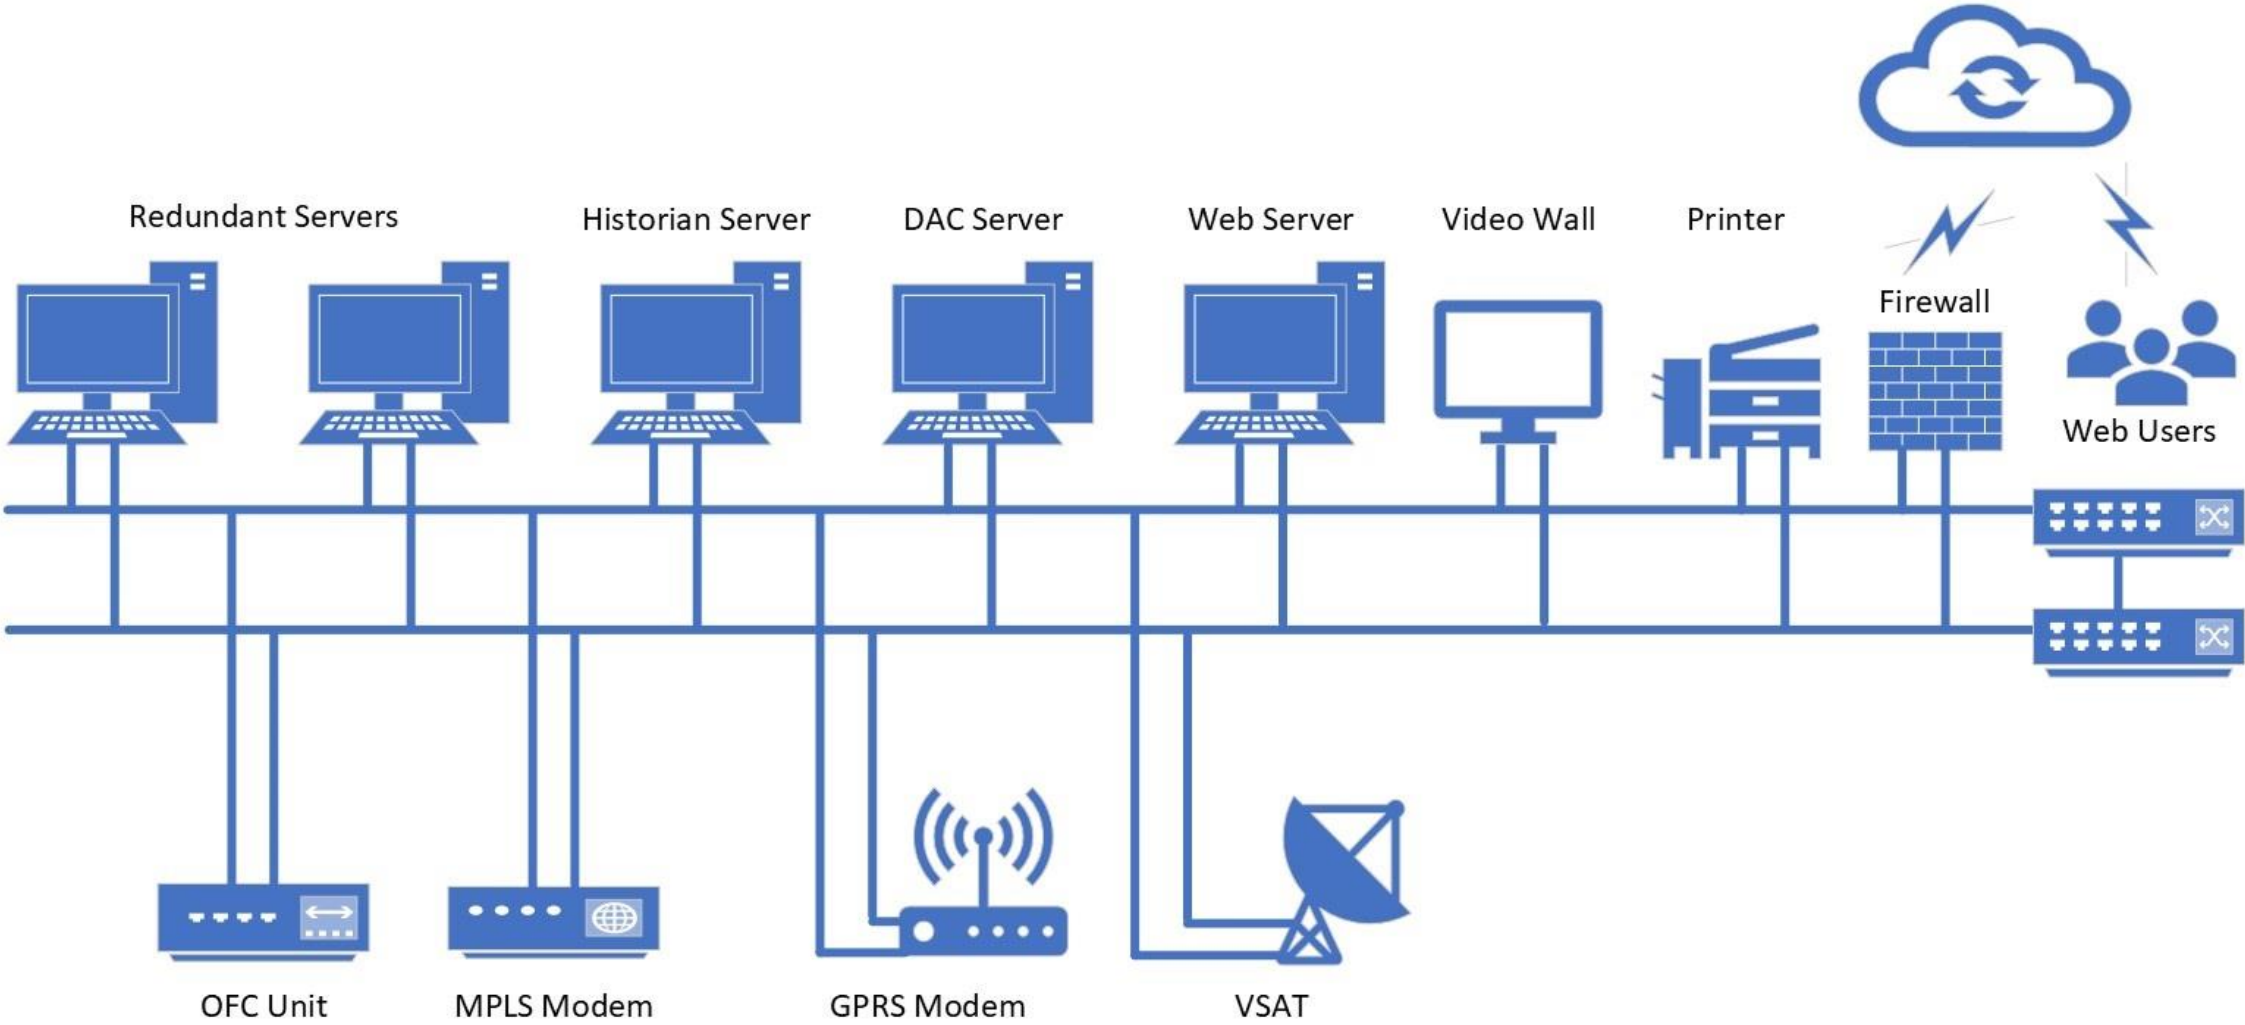 Redundant Servers
Historian Server
DAC Server
Web Server
Video Wall
Printer
Firewall
Web Users
OFC Unit
MPLS Modem
GPRS Modem
VSAT